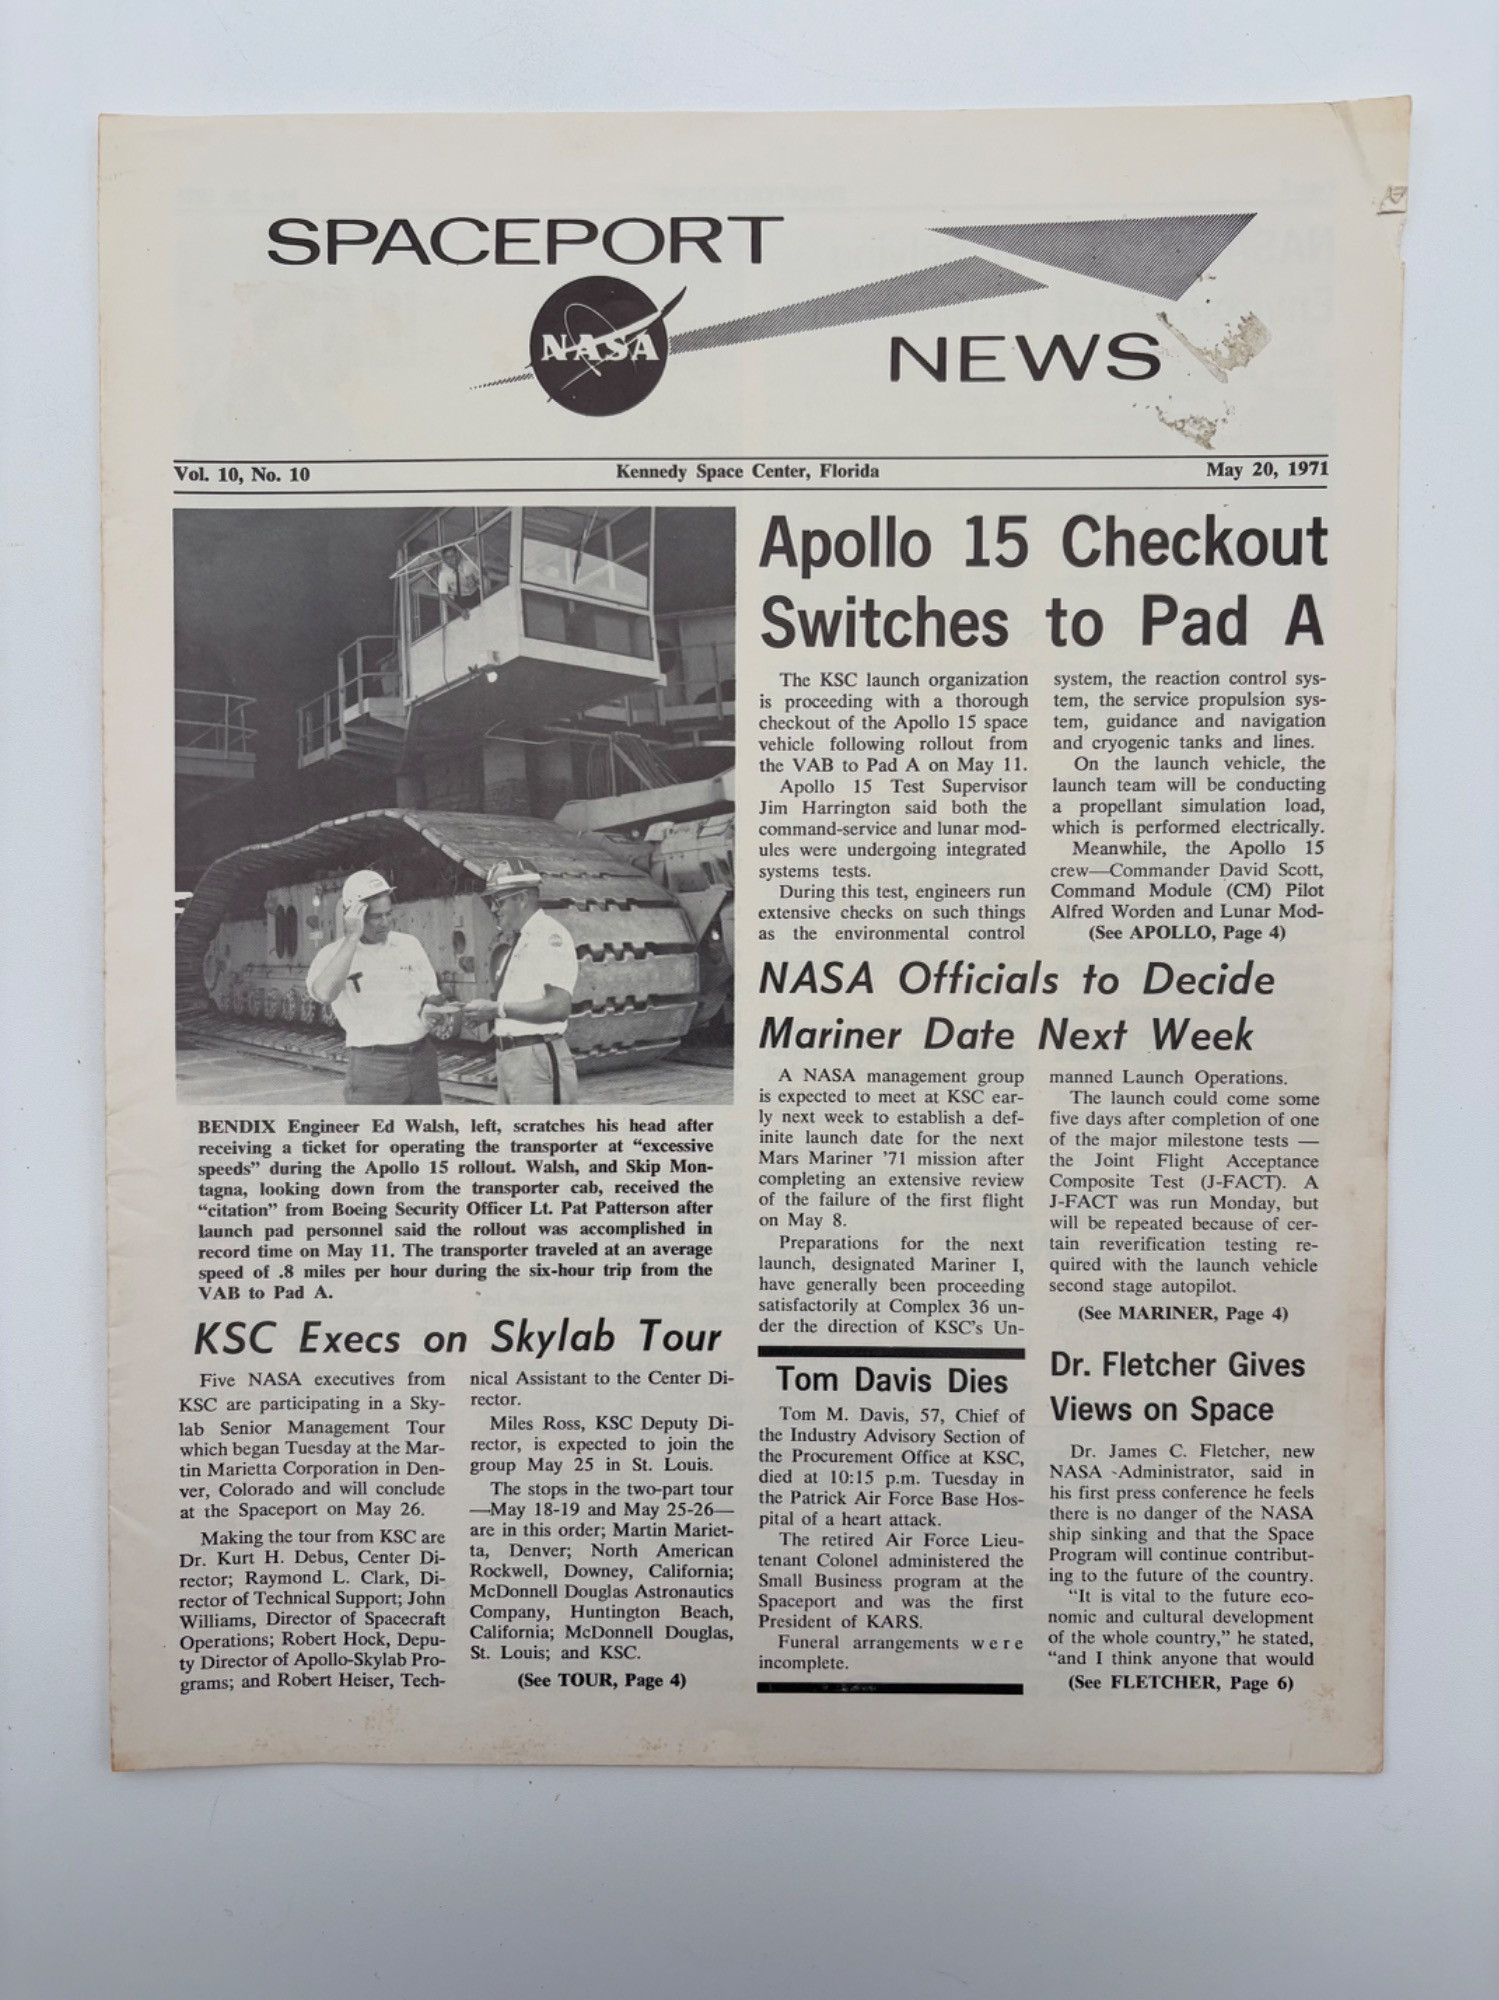 SPACEPORT
NASA
NEWS
Vol. 10, No. 10 Kennedy Space Center, Florida May 20, 1971
BENDIX Engineer Ed Walsh, left, scratches his head after
receiving a ticket for operating the transporter at “excessive
speeds” during the Apollo 15 rollout. Walsh, and Skip Mon-
tagna, looking down from the transporter cab, received the
“citation” from Boeing Security Officer Lt. Pat Patterson after
launch pad personnel said the rollout was accomplished in
record time on May 11. The transporter traveled at an average
speed of .8 miles per hour during the six-hour trip from the
VAB to Pad A.
KSC Execs on Skylab Tour
Five NASA executives from
KSC are participating in a Sky-
lab Senior Management Tour
which began Tuesday at the Mar-
tin Marietta Corporation in Den-
ver, Colorado and will conclude
at the Spaceport on May 26.
Making the tour from KSC are
Dr. Kurt H. Debus, Center Di-
rector; Raymond L. Clark, Di-
rector of Technical Support; John
Williams, Director of Spacecraft
Operations; Robert Hock, Depu-
ty Director of Apollo-Skylab Pro-
grams; and Robert Heiser, Tech-
nical Assistant to the Center Di-
rector.
Miles Ross, KSC Deputy Di-
rector, is expected to join the
group May 25 in St. Louis.
The stops in the two-part tour
—May 18-19 and May 25-26—
are in this order; Martin Mariet-
ta, Denver; North American
Rockwell, Downey, California;
McDonnell Douglas Astronautics
Company, Huntington Beach,
California; McDonnell Douglas,
St. Louis; and KSC.
(See TOUR, Page 4)
Apollo 15 Checkout
Switches to Pad A
The KSC launch organization
is proceeding with a thorough
checkout of the Apollo 15 space
vehicle following rollout from
the VAB to Pad A on May 11.
Apollo 15 Test Supervisor
Jim Harrington said both the
command-service and lunar mod-
ules were undergoing integrated
systems tests.
During this test, engineers run
extensive checks on such things
as the environmental control
system, the reaction control sys-
tem, the service propulsion sys-
tem, guidance and navigation
and cryogenic tanks and lines.
On the launch vehicle, the
launch team will be conducting
a propellant simulation load,
which is performed electrically.
Meanwhile, the Apollo 15
crew—Commander David Scott,
Command Module (CM) Pilot
Alfred Worden and Lunar Mod-
(See APOLLO, Page 4)
NASA Officials to Decide
Mariner Date Next Week
A NASA management group
is expected to meet at KSC ear-
ly next week to establish a def-
inite launch date for the next
Mars Mariner ’71 mission after
completing an extensive review
of the failure of the first flight
on May 8.
Preparations for the next
launch, designated Mariner I,
have generally been proceeding
satisfactorily at Complex 36 un-
der the direction of KSC’s Un-
manned Launch Operations.
The launch could come some
five days after completion of one
of the major milestone tests —
the Joint Flight Acceptance
Composite Test (J-FACT). A
J-FACT was run Monday, but
will be repeated because of cer-
tain reverification testing re-
quired with the launch vehicle
second stage autopilot.
(See MARINER, Page 4)
Tom Davis Dies
Tom M. Davis, 57, Chief of
the Industry Advisory Section of
the Procurement Office at KSC,
died at 10:15 p.m. Tuesday in
the Patrick Air Force Base Hos-
pital of a heart attack.
The retired Air Force Lieu-
tenant Colonel administered the
Small Business program at the
Spaceport and was the first
President of KARS.
Funeral arrangements were
incomplete.
Dr. Fletcher Gives
Views on Space
Dr. James C. Fletcher, new
NASA Administrator, said in
his first press conference he feels
there is no danger of the NASA
ship sinking and that the Space
Program will continue contribut-
ing to the future of the country.
“It is vital to the future eco-
nomic and cultural development
of the whole country,” he stated,
“and I think anyone that would
(See FLETCHER, Page 6)